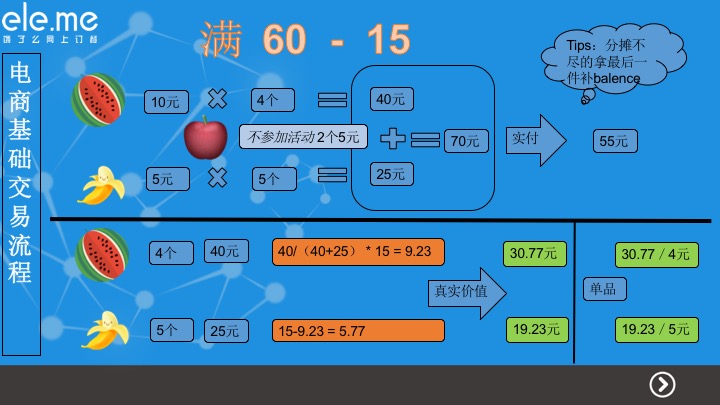 ele.me
饿了么网上订餐
满 60 - 15
Tips：分摊不
尽的拿最后一
件补balence
电商基础交易流程
10元
4个
40元
不参加活动 2个5元
70元
实付
55元
5元
5个
25元
4个
40元
40/（40+25） * 15 = 9.23
30.77元
30.77 / 4元
真实价值
单品
5个
25元
15-9.23 = 5.77
19.23元
19.23 / 5元